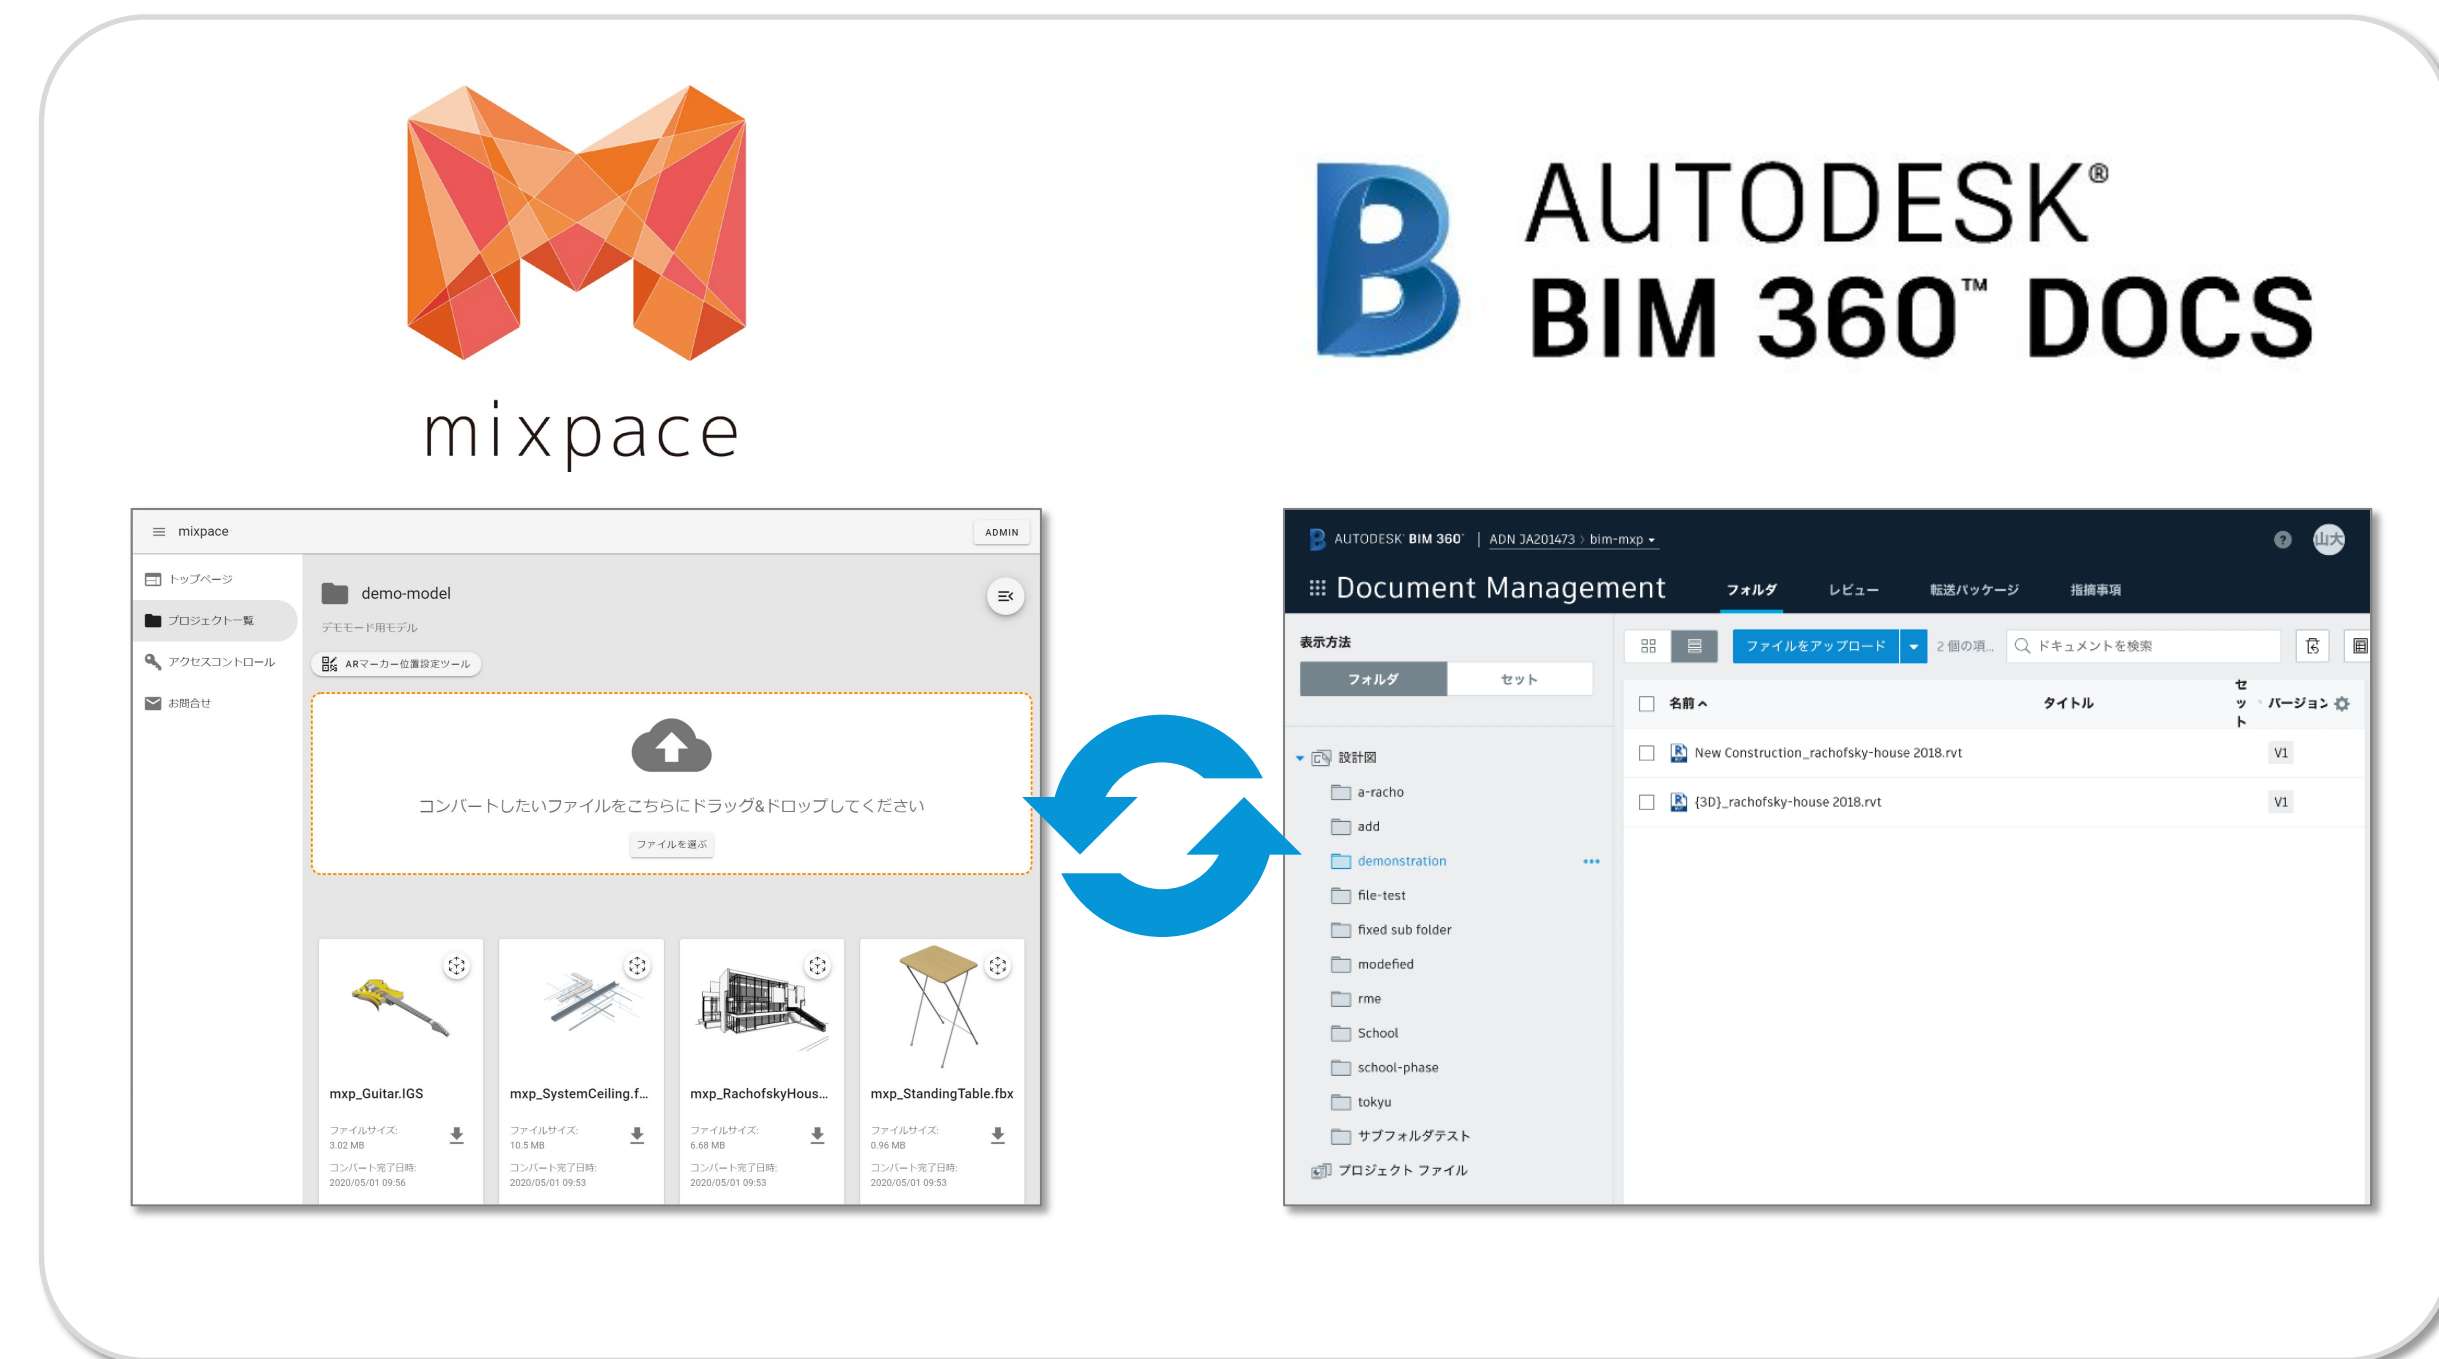 mixpace
AUTODESK®
BIM 360™ DOCS
mixpace
ADMIN
トップページ
プロジェクト一覧
アクセスコントロール
お問合せ
demo-model
デモモード用モデル
ARマーカー位置設定ツール
コンバートしたいファイルをこちらにドラッグ&ドロップしてください
ファイルを選ぶ
mxp_Guitar.IGS
ファイルサイズ:
3.02 MB
コンバート完了日時:
2020/05/01 09:56
mxp_SystemCeiling.f...
ファイルサイズ:
10.5 MB
コンバート完了日時:
2020/05/01 09:53
mxp_RachofskyHous...
ファイルサイズ:
6.68 MB
コンバート完了日時:
2020/05/01 09:53
mxp_StandingTable.fbx
ファイルサイズ:
0.96 MB
コンバート完了日時:
2020/05/01 09:53
AUTODESK® BIM 360™ | ADN JA201473 > bim-mxp
? 山大
Document Management
フォルダ レビュー 転送パッケージ 指摘事項
表示方法
フォルダ セット
設計図
a-racho
add
demonstration
file-test
fixed sub folder
modefied
rme
School
school-phase
tokyu
サブフォルダテスト
プロジェクト ファイル
ファイルをアップロード 2 個の項... ドキュメントを検索
名前 タイトル セット バージョン
New Construction_rachofsky-house 2018.rvt V1
{3D}_rachofsky-house 2018.rvt V1